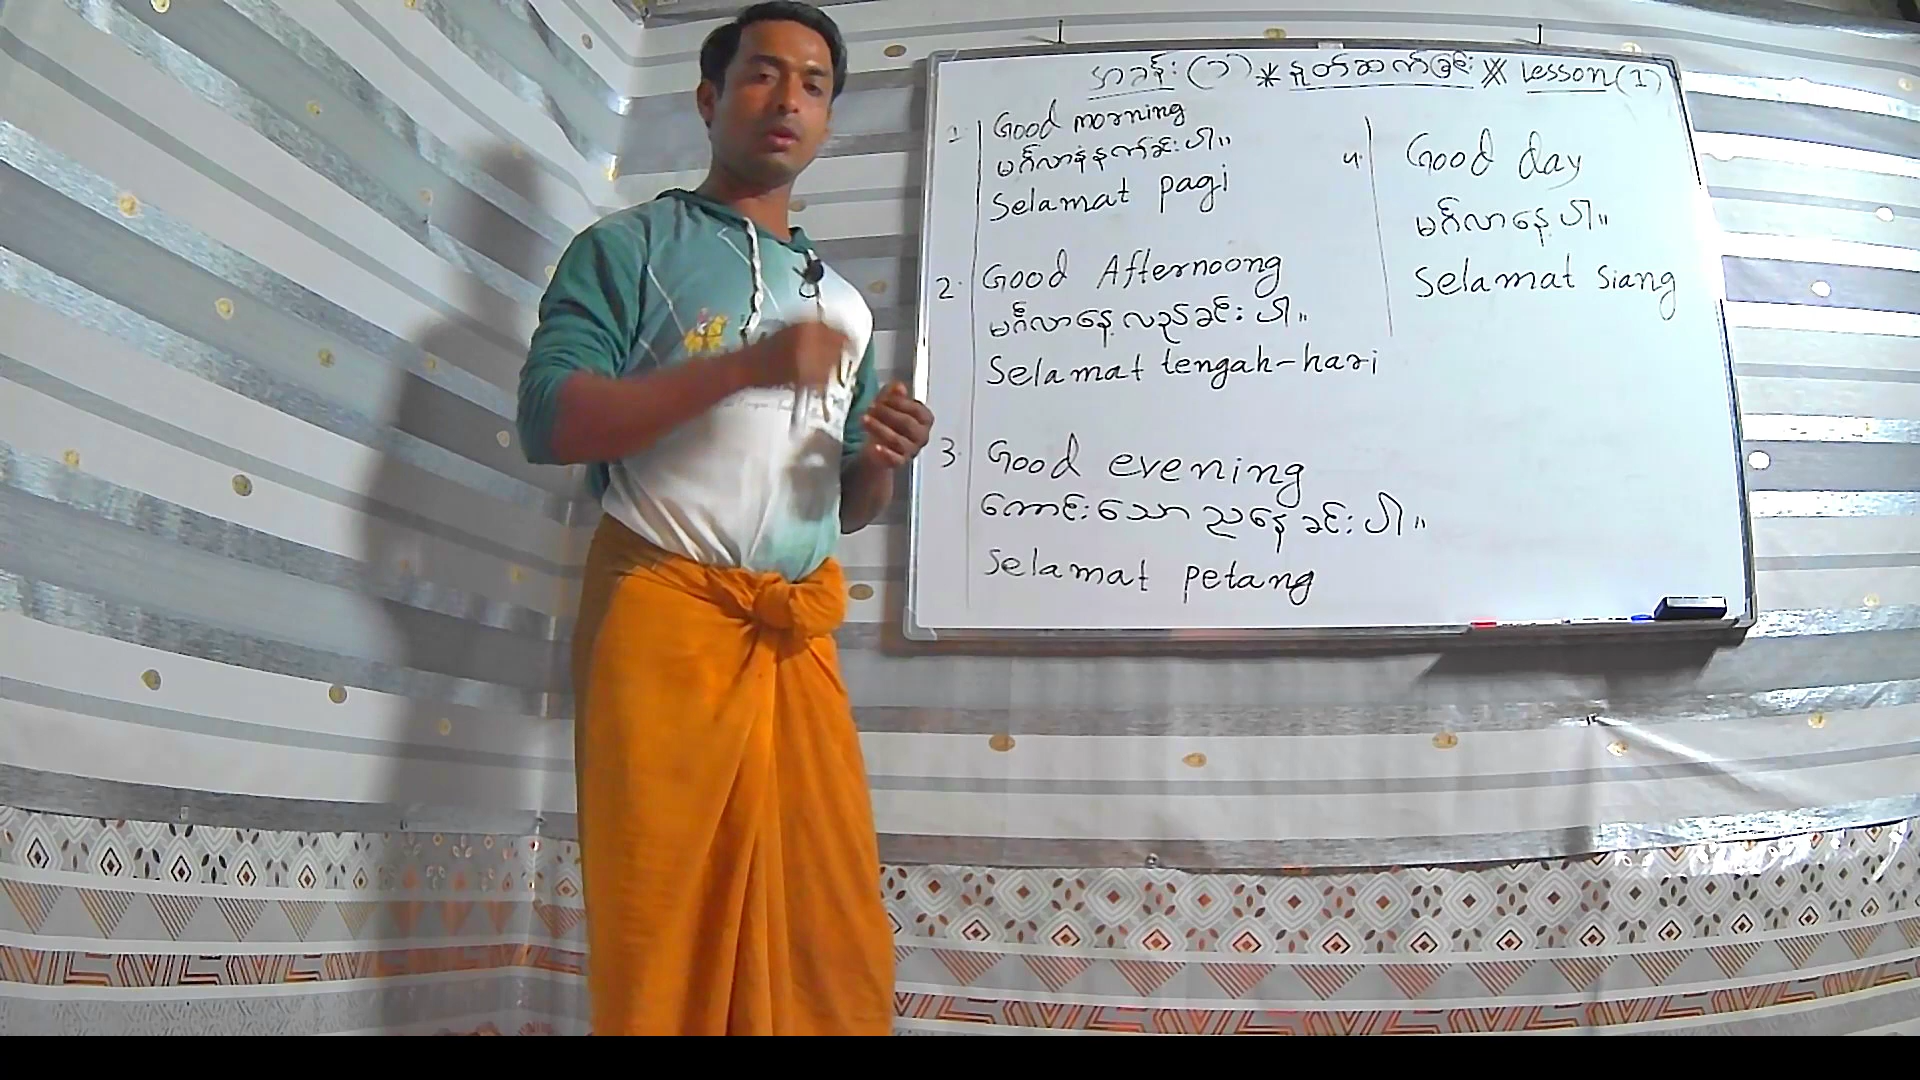 အခန်း (၁) * နှုတ်ဆက်ခြင်း * Lesson (1)
1. Good morning
မင်္ဂလာနံနက်ခင်းပါ။
Selamat pagi
2. Good Afternoong
မင်္ဂလာနေ့လည်ခင်းပါ။
Selamat tengah-hari
3. Good evening
ကောင်းသော ညနေခင်းပါ။
Selamat petang
4. Good day
မင်္ဂလာနေ့ပါ။
Selamat siang